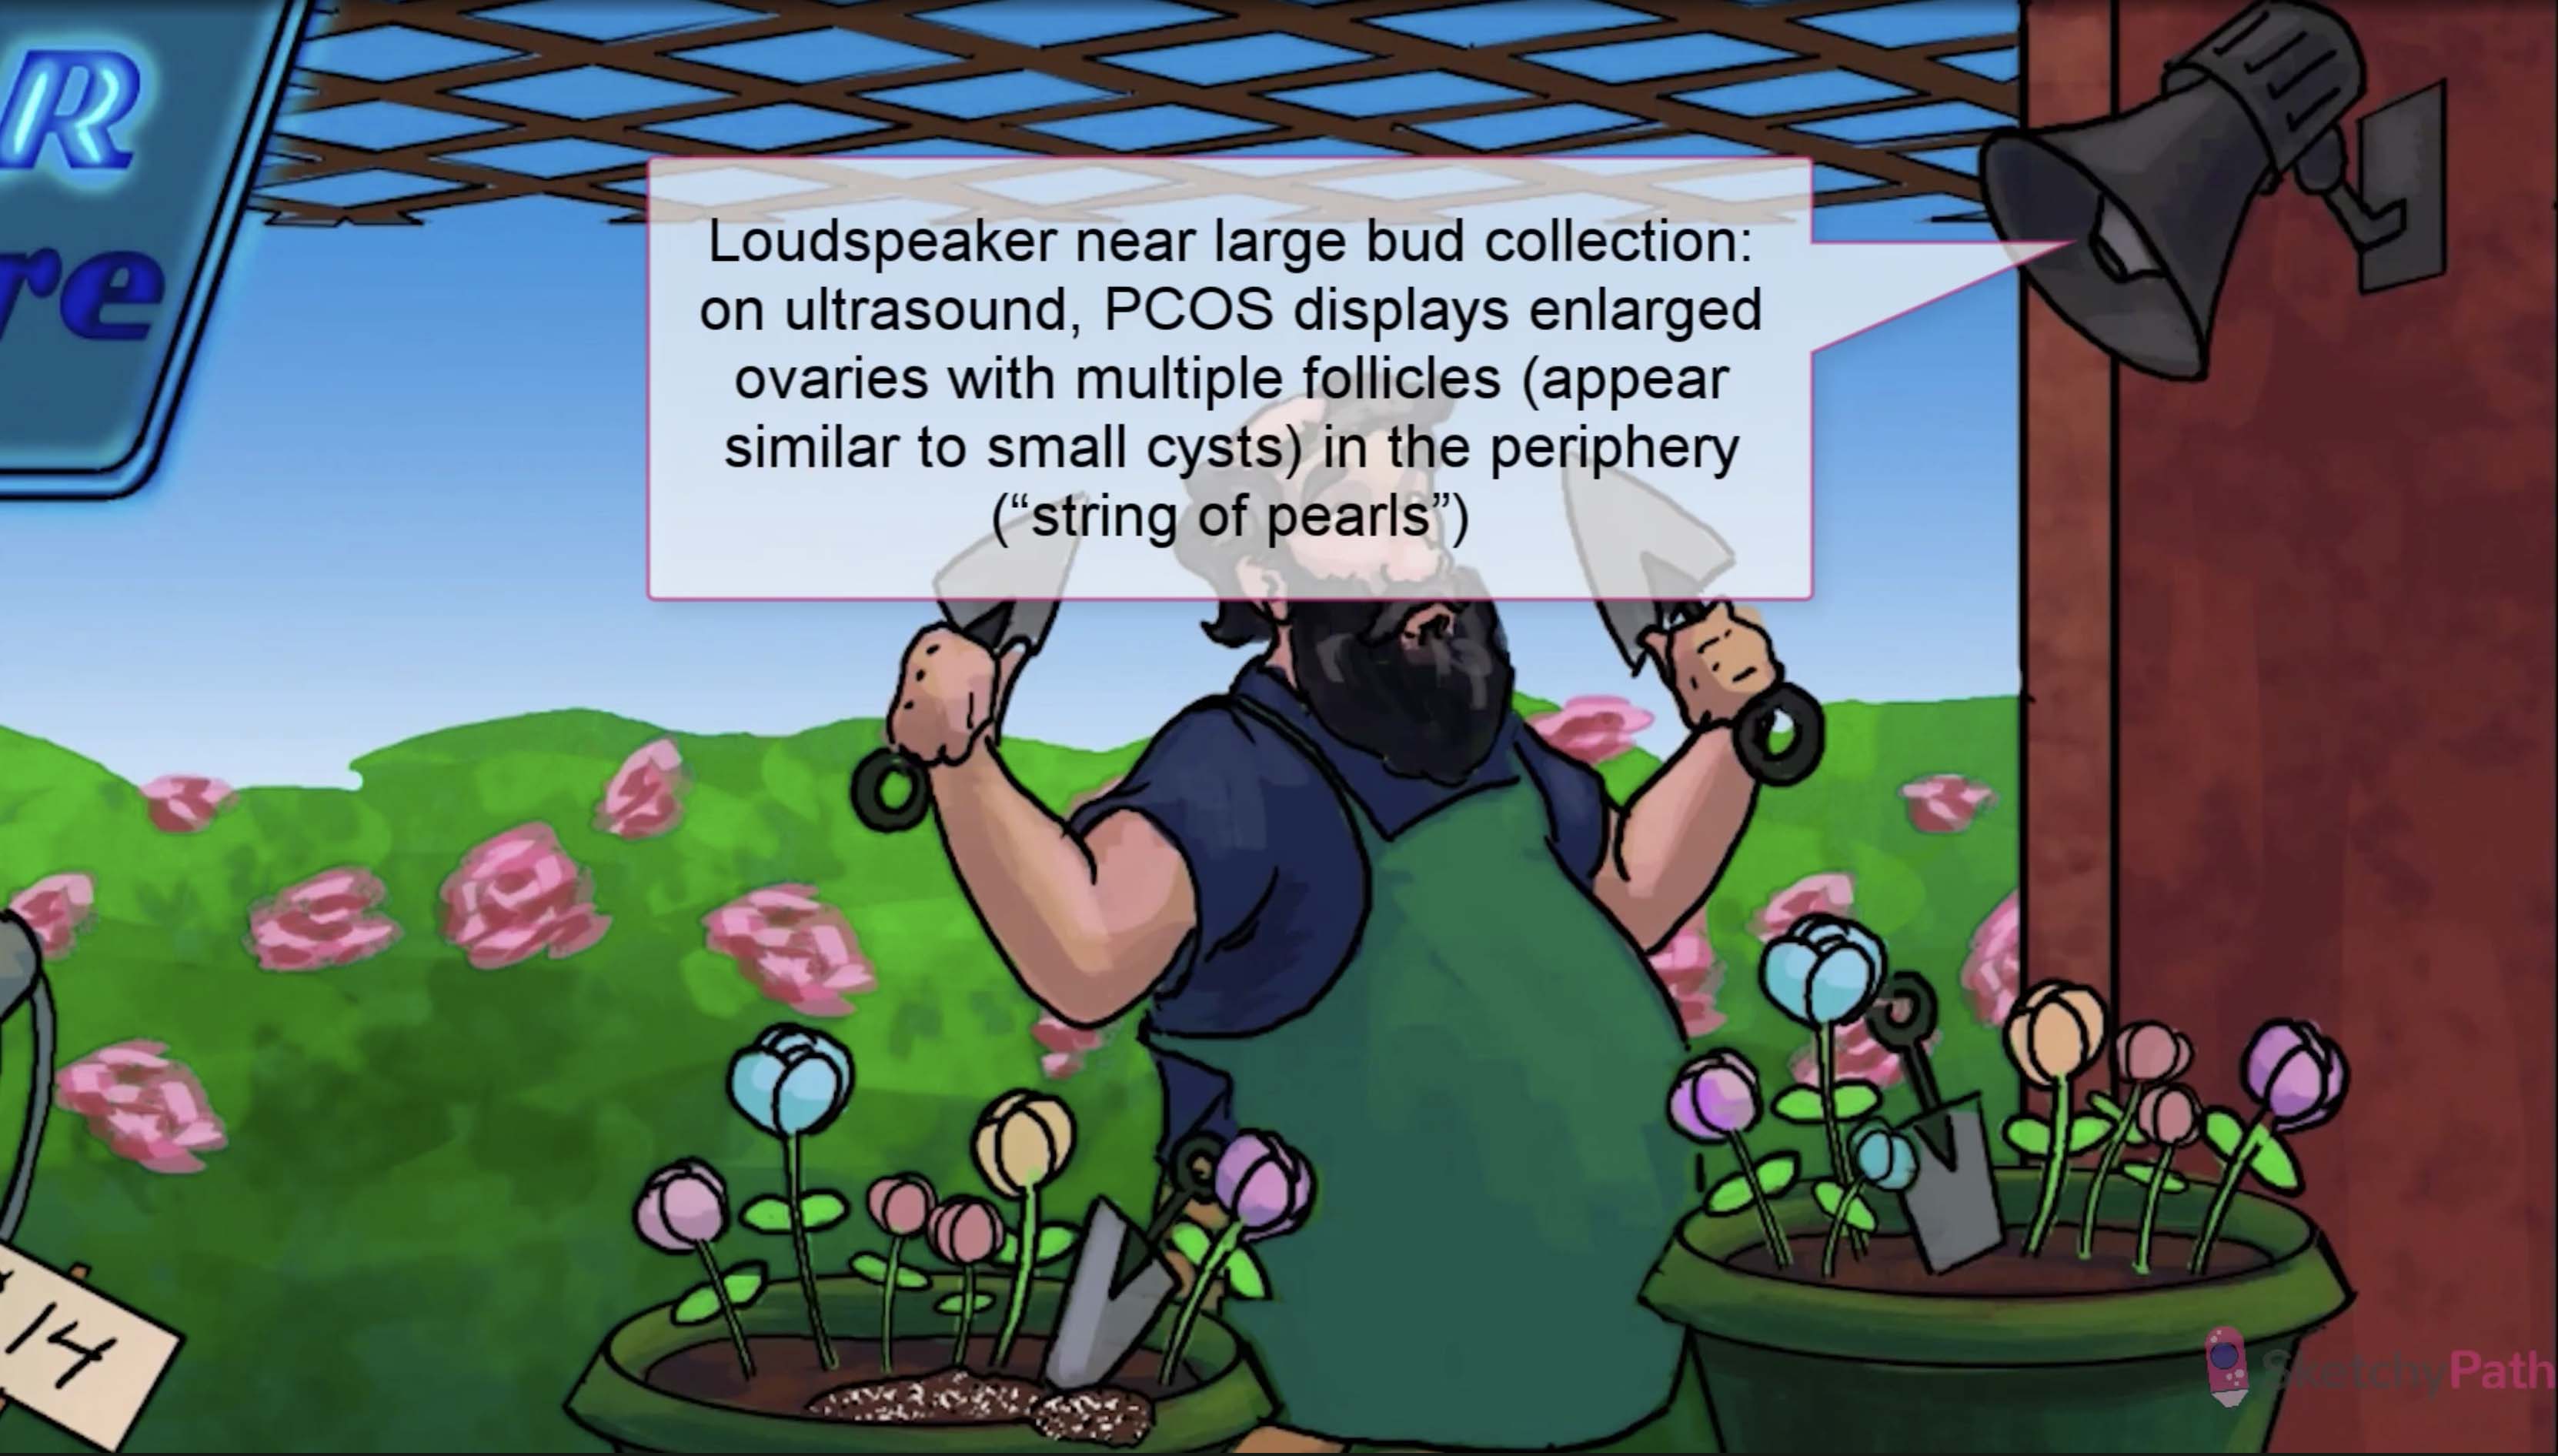 R
re
Loudspeaker near large bud collection:
on ultrasound, PCOS displays enlarged
ovaries with multiple follicles (appear
similar to small cysts) in the periphery
(“string of pearls”)
14
SketchyPath